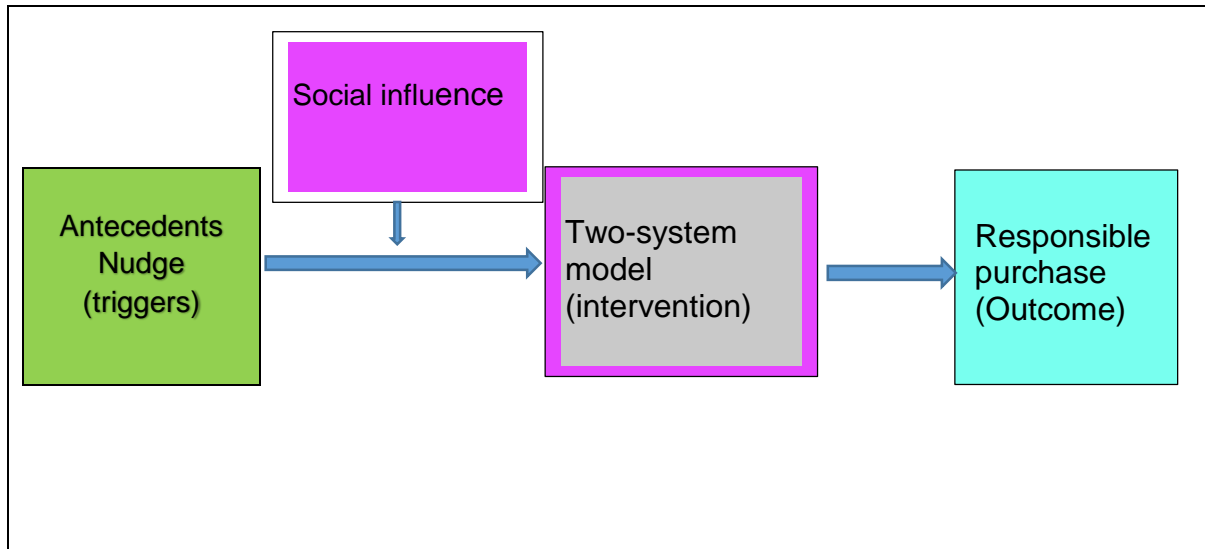 Social influence
Antecedents
Nudge
(triggers)
Two-system
model
(intervention)
Responsible
purchase
(Outcome)